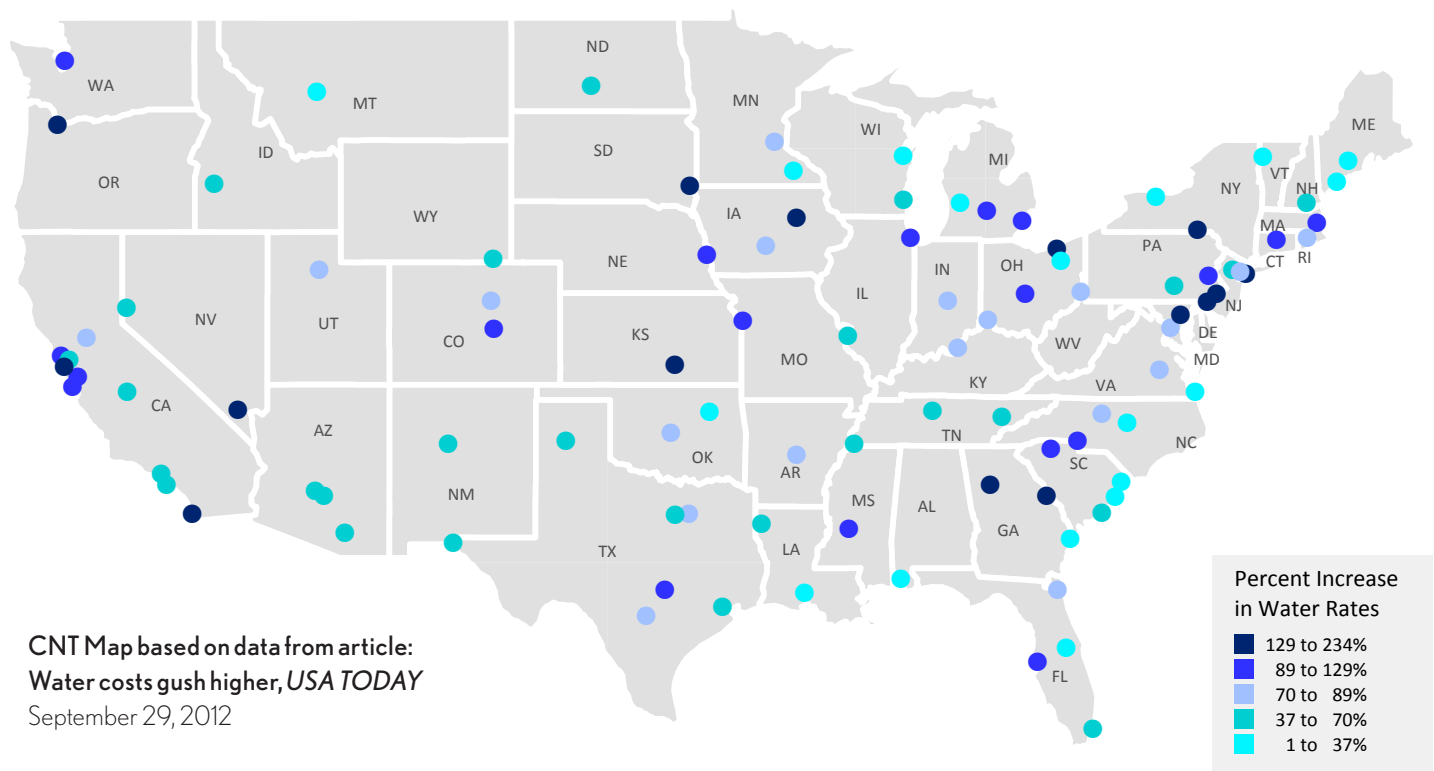 ND
WA
MT
MN
WI
ME
ID
SD
MI
VT
OR
NY
NH
WY
IA
MA
PA
CT
RI
NE
IN
OH
NV
UT
IL
NJ
CO
KS
DE
WV
MO
MD
CA
KY
VA
AZ
TN
NC
OK
SC
AR
NM
MS
AL
GA
TX
LA
FL
Percent Increase
in Water Rates
129 to 234%
89 to 129%
70 to 89%
37 to 70%
1 to 37%
CNT Map based on data from article:
Water costs gush higher, USA TODAY
September 29, 2012